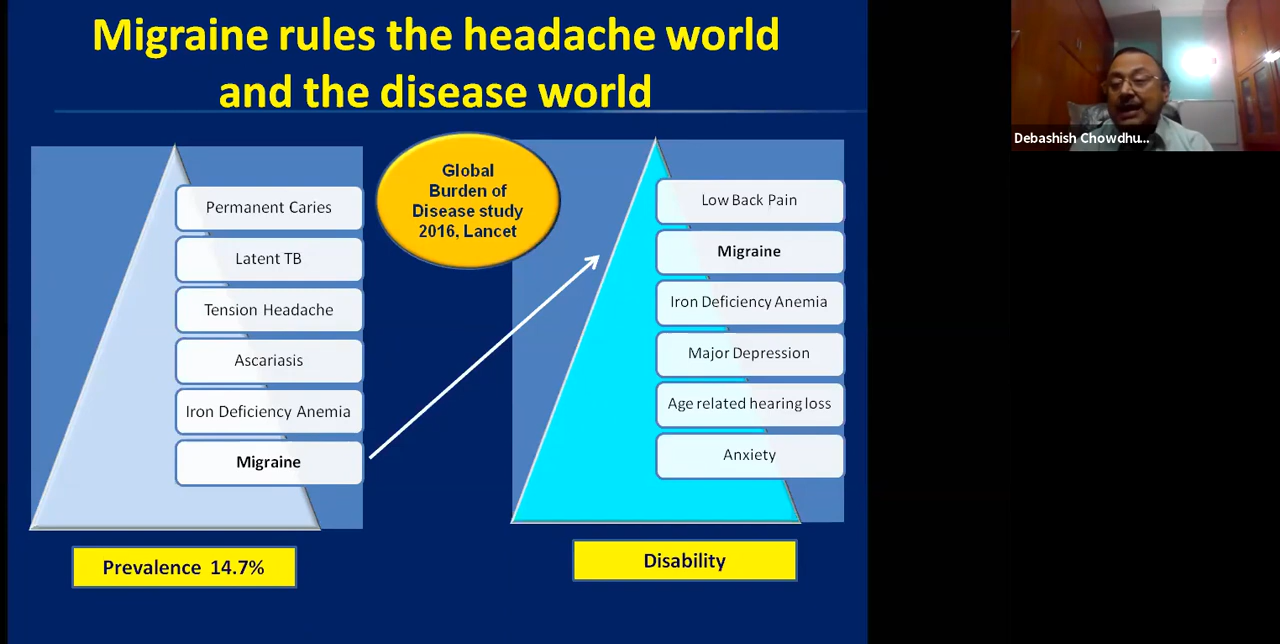 Migraine rules the headache world
and the disease world
Global
Burden of
Disease study
2016, Lancet
Permanent Caries
Latent TB
Tension Headache
Ascariasis
Iron Deficiency Anemia
Migraine
Prevalence 14.7%
Low Back Pain
Migraine
Iron Deficiency Anemia
Major Depression
Age related hearing loss
Anxiety
Disability
Debashish Chowdhu...